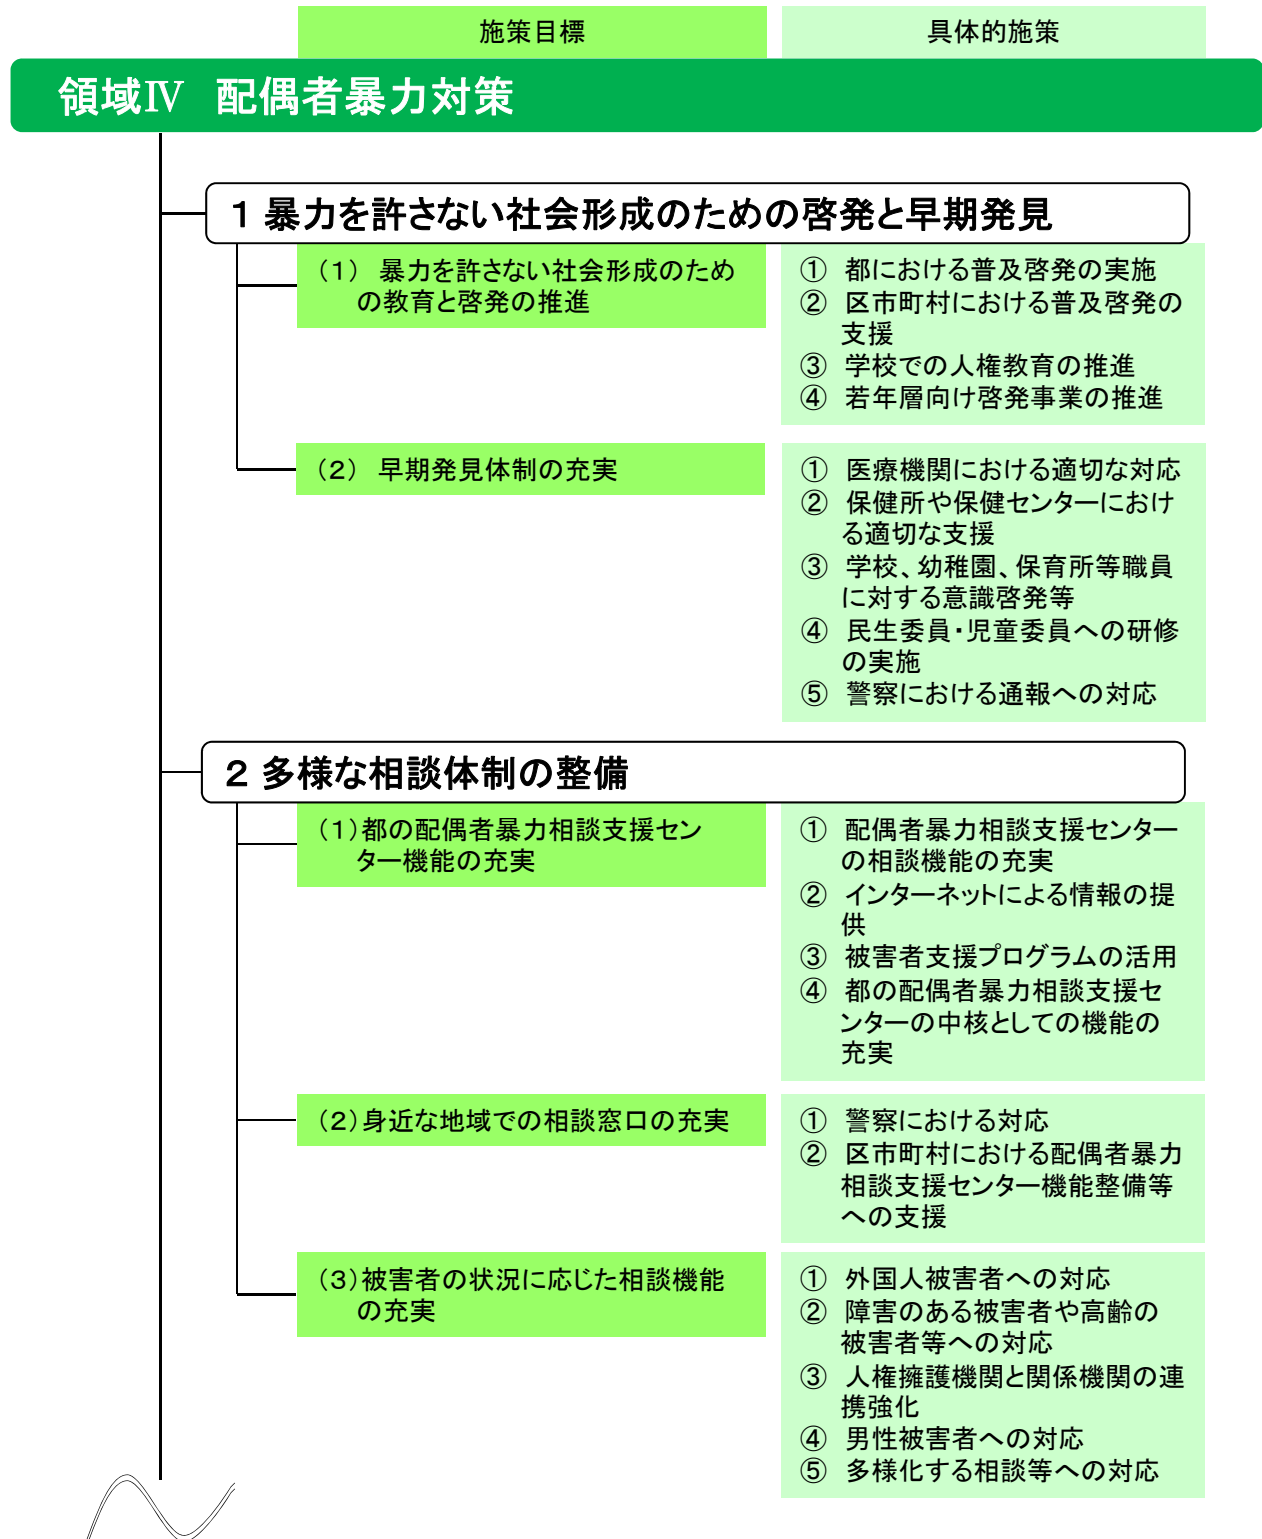 施策目標
具体的施策
領域Ⅳ 配偶者暴力対策
1 暴力を許さない社会形成のための啓発と早期発見
(1) 暴力を許さない社会形成のため
の教育と啓発の推進
① 都における普及啓発の実施
② 区市町村における普及啓発の
支援
③ 学校での人権教育の推進
④ 若年層向け啓発事業の推進
(2) 早期発見体制の充実
① 医療機関における適切な対応
② 保健所や保健センターにおけ
る適切な支援
③ 学校、幼稚園、保育所等職員
に対する意識啓発等
④ 民生委員・児童委員への研修
の実施
⑤ 警察における通報への対応
2 多様な相談体制の整備
(1)都の配偶者暴力相談支援セン
ター機能の充実
① 配偶者暴力相談支援センター
の相談機能の充実
② インターネットによる情報の提
供
③ 被害者支援プログラムの活用
④ 都の配偶者暴力相談支援セ
ンターの中核としての機能の
充実
(2)身近な地域での相談窓口の充実
① 警察における対応
② 区市町村における配偶者暴力
相談支援センター機能整備等
への支援
(3)被害者の状況に応じた相談機能
の充実
① 外国人被害者への対応
② 障害のある被害者や高齢の
被害者等への対応
③ 人権擁護機関と関係機関の連
携強化
④ 男性被害者への対応
⑤ 多様化する相談等への対応